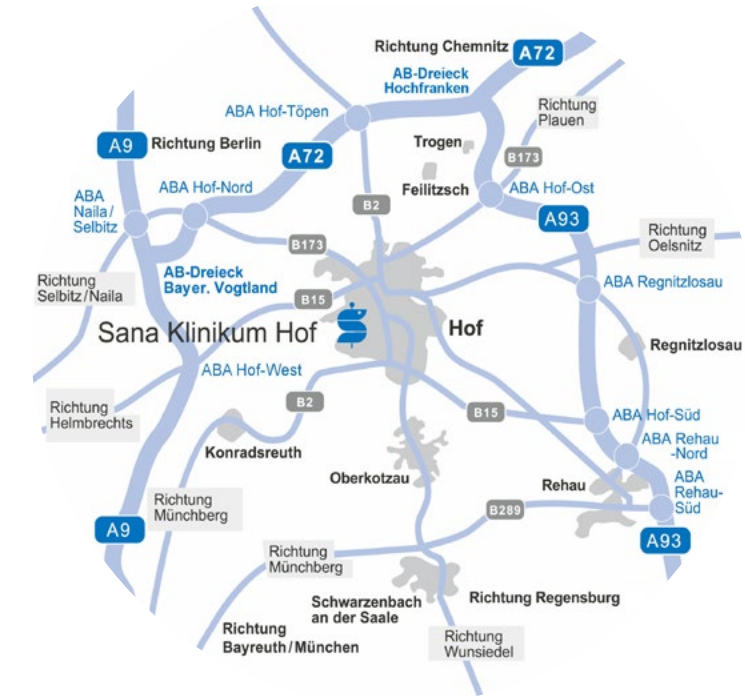 Richtung Chemnitz
A72
AB-Dreieck
Hochfranken
ABA Hof-Töpen
Richtung
Plauen
A9
Richtung Berlin
A72
Trogen
B173
Feilitzsch
ABA Hof-Nord
ABA Hof-Ost
ABA
Naila/
Selbitz
B2
A93
B173
Richtung
Oelsnitz
Richtung
Selbitz/Naila
AB-Dreieck
Bayer. Vogtland
ABA Regnitzlosau
B15
Sana Klinikum Hof
Hof
Regnitzlosau
ABA Hof-West
B2
Richtung
Helmbrechts
B15
ABA Hof-Süd
Konradsreuth
ABA Rehau
-Nord
Oberkotzau
Rehau
ABA
Rehau-
Süd
Richtung
Münchberg
B289
A9
A93
Richtung
Münchberg
Schwarzenbach
an der Saale
Richtung Regensburg
Richtung
Bayreuth/München
Richtung
Wunsiedel